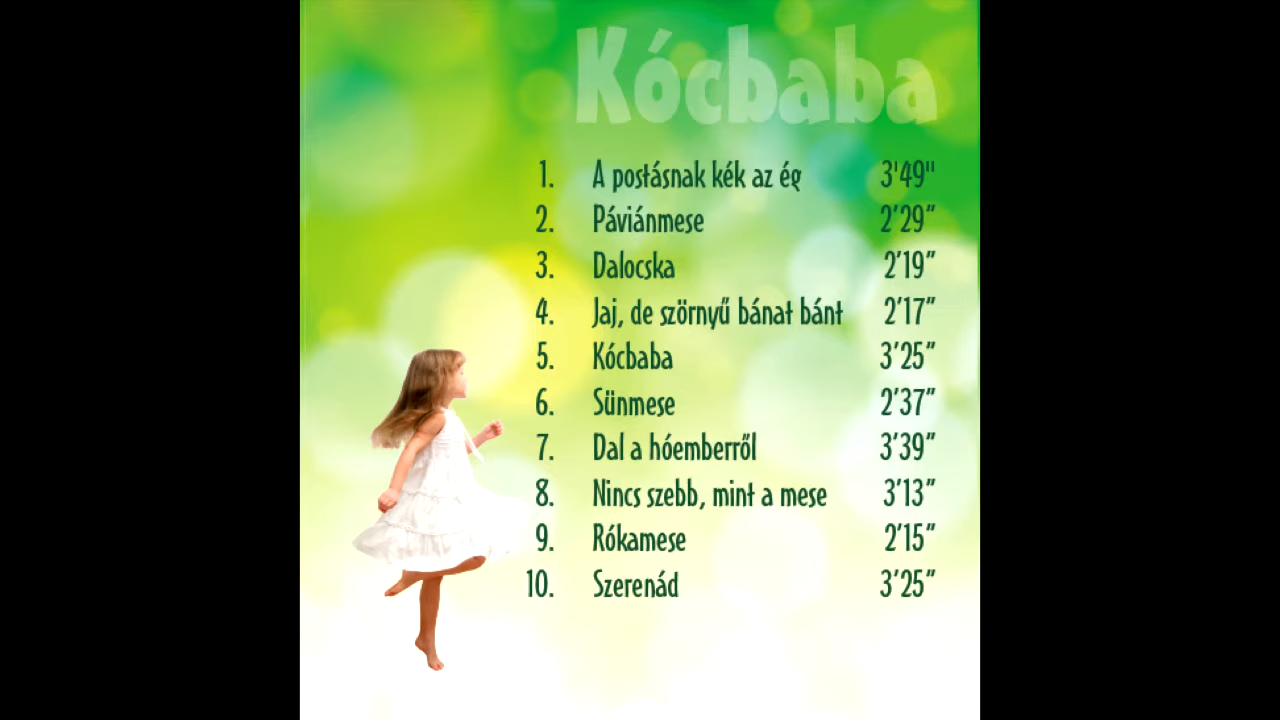 Kócbaba
1. A postásnak kék az ég 3'49"
2. Páviánmese 2'29”
3. Dalocska 2'19”
4. Jaj, de szörnyű bánat bánt 2'17”
5. Kócbaba 3'25”
6. Sünmese 2'37”
7. Dal a hóemberről 3'39”
8. Nincs szebb, mint a mese 3'13”
9. Rókamese 2'15”
10. Szerenád 3'25”